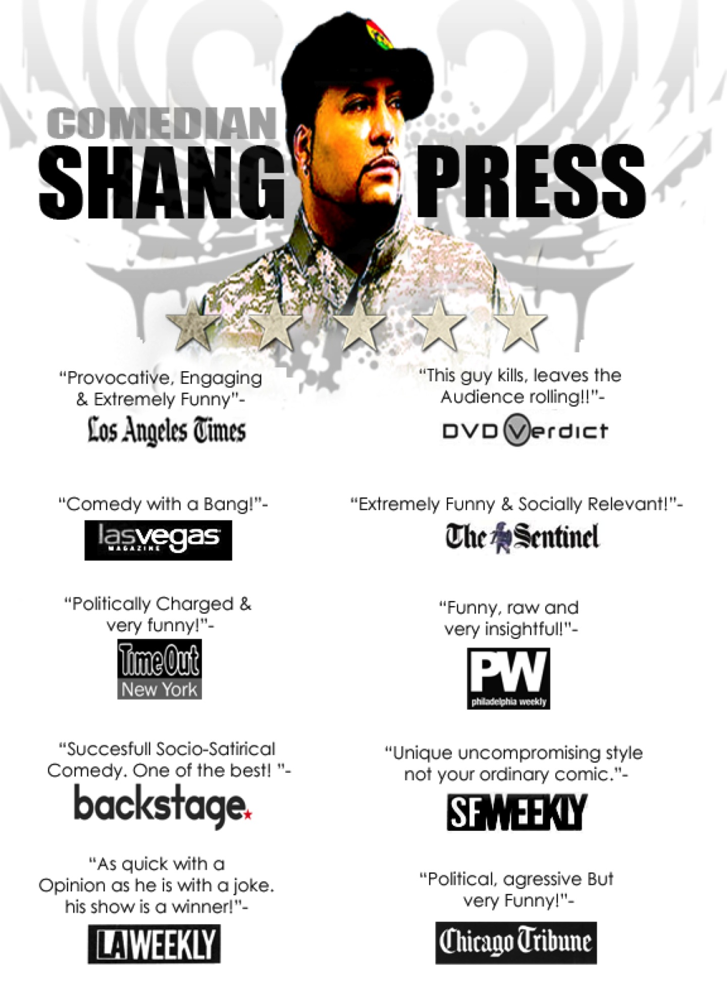 COMEDIAN
SHANG PRESS
“Provocative, Engaging
& Extremely Funny”-
Los Angeles Times
“This guy kills, leaves the
Audience rolling!!”-
DVD Verdict
“Comedy with a Bang!”-
lasvegas
MAGAZINE
“Extremely Funny & Socially Relevant!”-
The Sentinel
“Politically Charged &
very funny!”-
TimeOut
New York
“Funny, raw and
very insightful!”-
PW
philadelphia weekly
“Succesfull Socio-Satirical
Comedy. One of the best! ”-
backstage.
“Unique uncompromising style
not your ordinary comic.”-
SFWEEKLY
“As quick with a
Opinion as he is with a joke.
his show is a winner!”-
LAWEEKLY
“Political, agressive But
very Funny!”-
Chicago Tribune